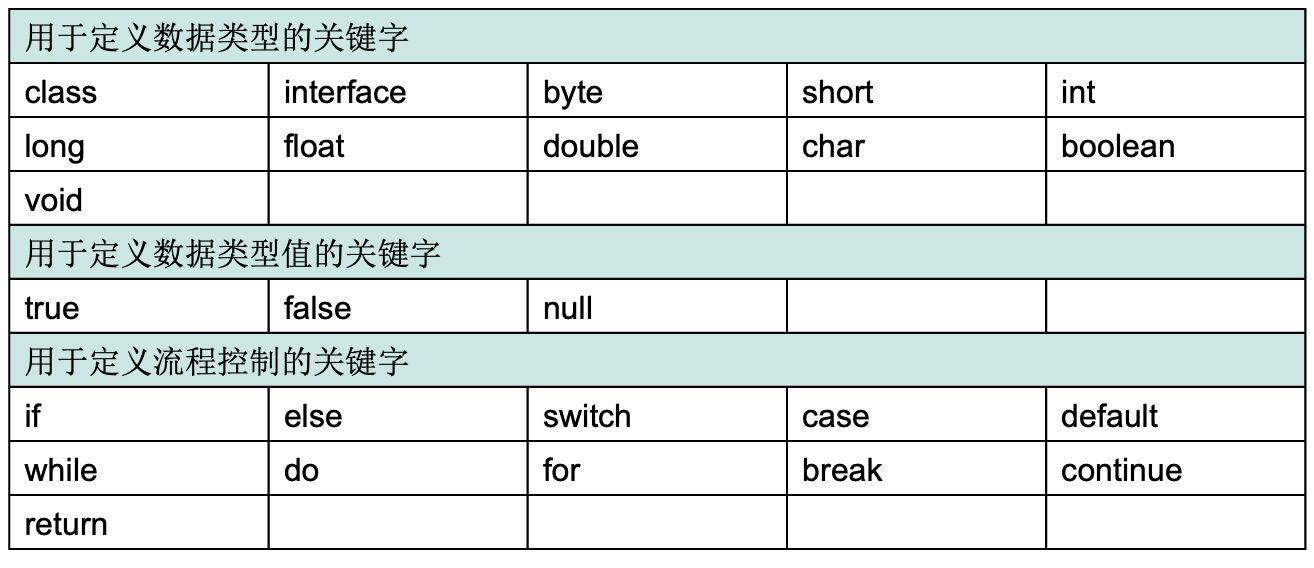 用于定义数据类型的关键字
class interface byte short int
long float double char boolean
void
用于定义数据类型值的关键字
true false null
用于定义流程控制的关键字
if else switch case default
while do for break continue
return